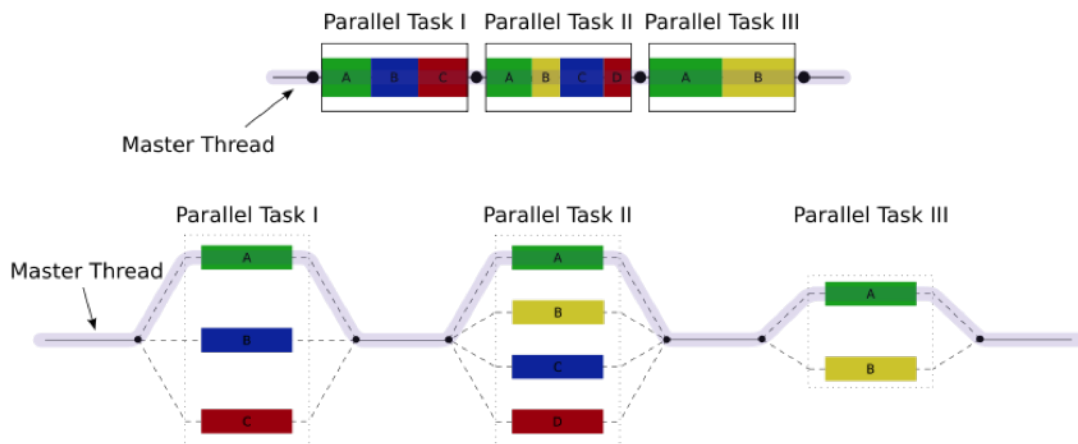 Parallel Task I Parallel Task II Parallel Task III
A B C A B C D A B
Master Thread
Parallel Task I Parallel Task II Parallel Task III
A A
Master Thread
B A
B C B
C D